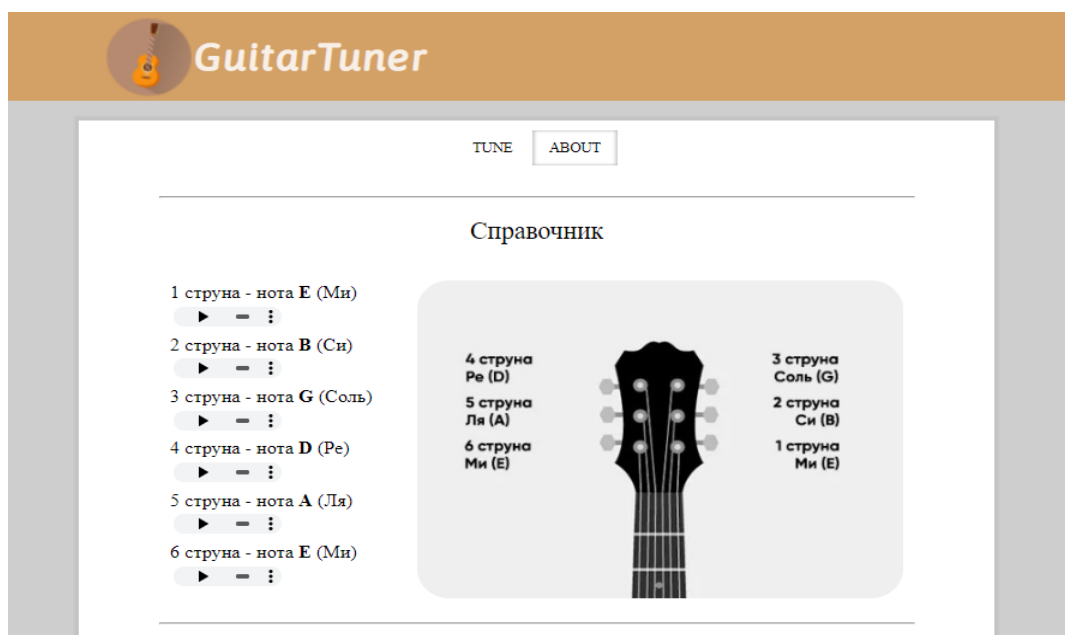 GuitarTuner
TUNE
ABOUT
Справочник
1 струна - нота E (Ми)
2 струна - нота B (Си)
3 струна - нота G (Соль)
4 струна - нота D (Ре)
5 струна - нота A (Ля)
6 струна - нота E (Ми)
4 струна
Ре (D)
5 струна
Ля (A)
6 струна
Ми (E)
3 струна
Соль (G)
2 струна
Си (B)
1 струна
Ми (E)